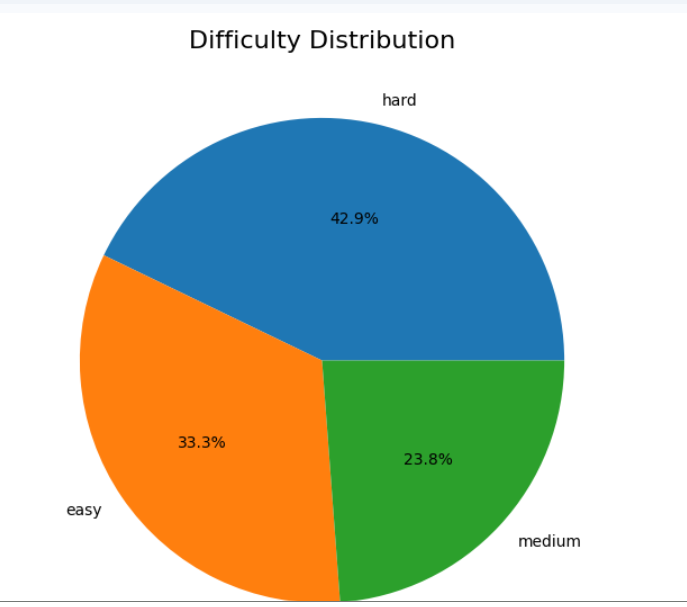 Difficulty Distribution
hard
42.9%
33.3%
23.8%
easy
medium